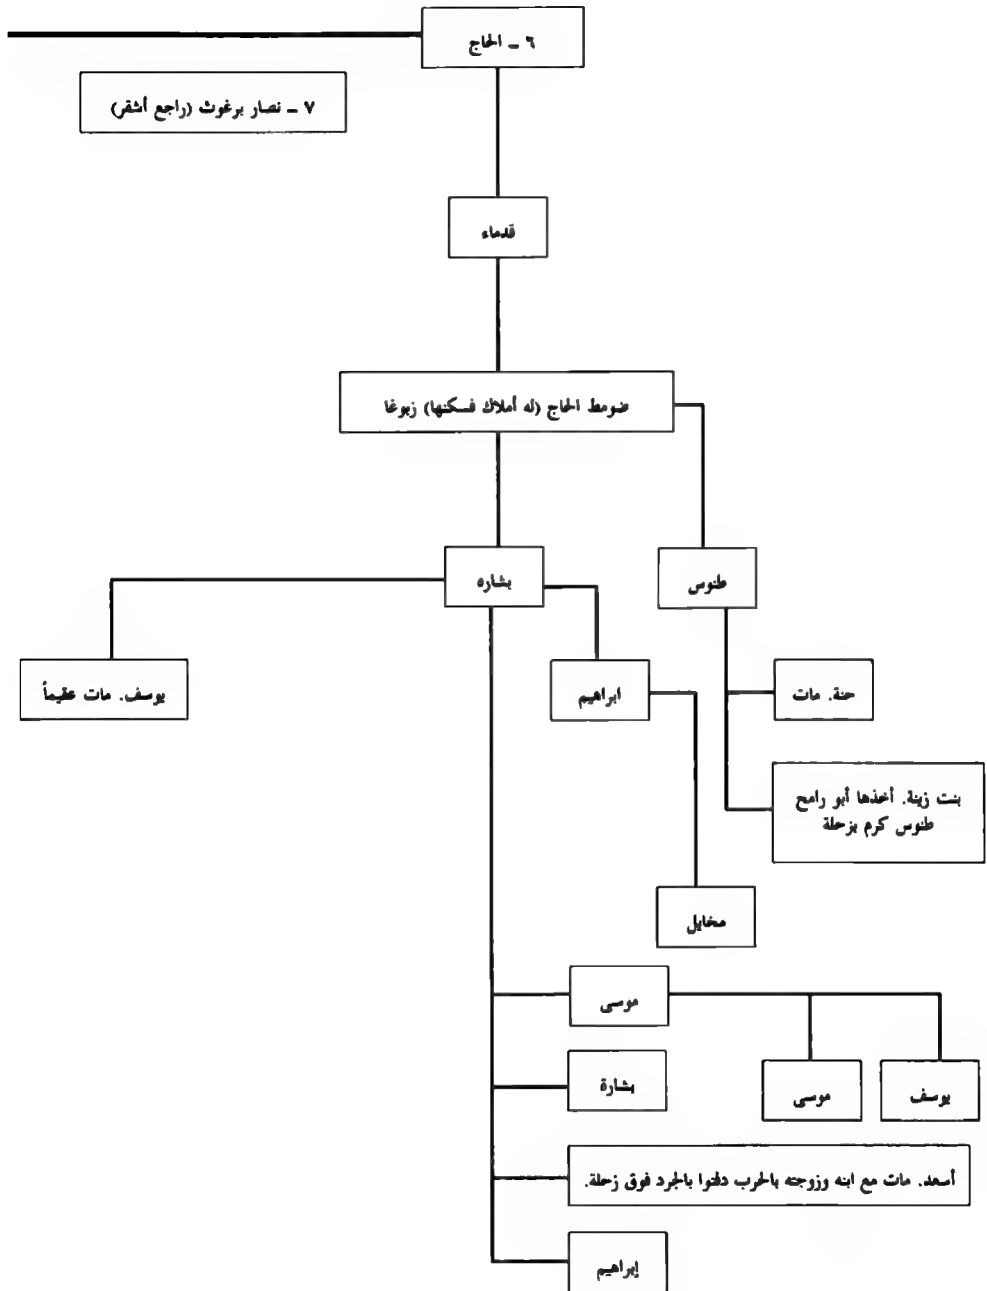 ٦ ــ الحاج
٧ ــ نصار برغوث (راجع أشقر)
قدماء
ضومط الحاج (له أملاك فسكنها) زبوغا
بشاره
طنوس
يوسف. مات عقيماً
ابراهيم
حنة. مات
بنت زينة. أخذها أبو رامح
طنوس كرم بزحلة
مخايل
موسى
بشارة
موسى
يوسف
أسعد. مات مع ابنه وزوجته بالحرب دفنوا بالجرد فوق زحلة.
إبراهيم